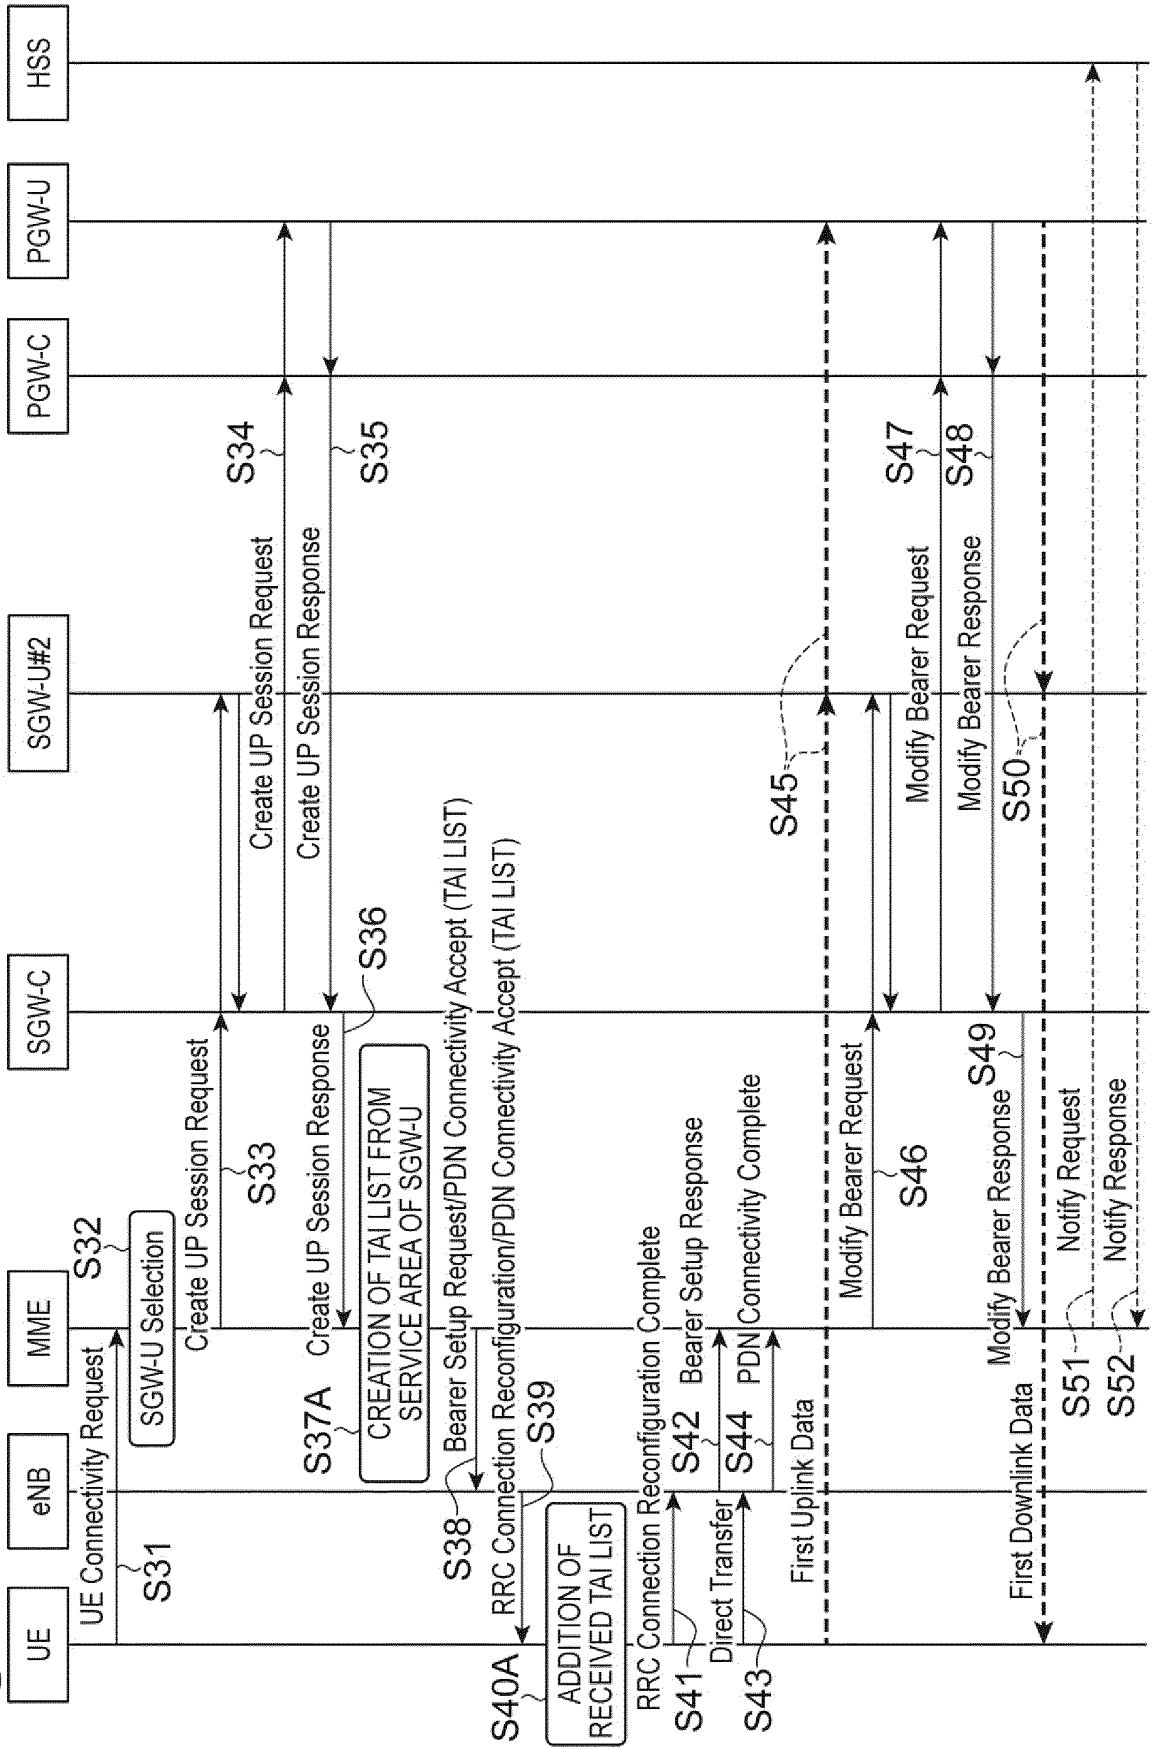 UE
eNB
MME
SGW-C
SGW-U#2
PGW-C
PGW-U
HSS
UE Connectivity Request
S31
S32
SGW-U Selection
Create UP Session Request
S33
Create UP Session Request
S34
Create UP Session Response
S35
Create UP Session Response
S36
S37A
CREATION OF TAI LIST FROM
SERVICE AREA OF SGW-U
Bearer Setup Request/PDN Connectivity Accept (TAI LIST)
S38
RRC Connection Reconfiguration/PDN Connectivity Accept (TAI LIST)
S39
S40A
ADDITION OF
RECEIVED TAI LIST
RRC Connection Reconfiguration Complete
S41
Bearer Setup Response
S42
Direct Transfer
S43
PDN Connectivity Complete
S44
First Uplink Data
S45
Modify Bearer Request
S46
Modify Bearer Request
S47
Modify Bearer Response
S48
Modify Bearer Response
S49
First Downlink Data
S50
Notify Request
S51
Notify Response
S52